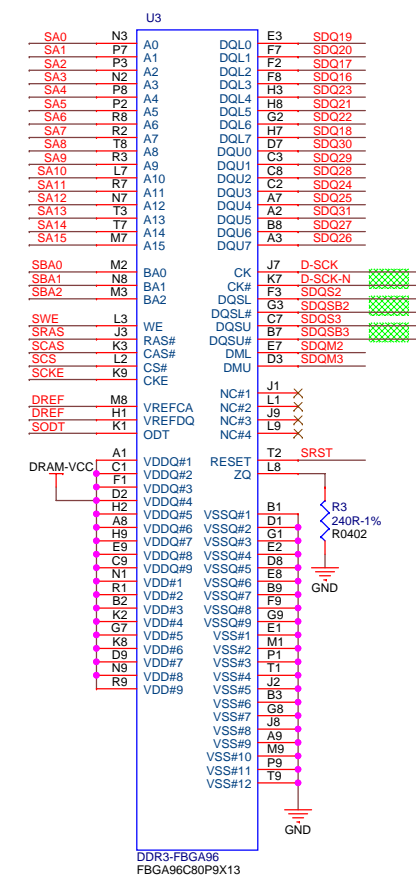 U3
SA0 N3 A0 DQL0 E3 SDQ19
SA1 P7 A1 DQL1 F7 SDQ20
SA2 P3 A2 DQL2 F2 SDQ17
SA3 N2 A3 DQL3 F8 SDQ16
SA4 P8 A4 DQL4 H3 SDQ23
SA5 P2 A5 DQL5 H8 SDQ21
SA6 R8 A6 DQL6 G2 SDQ22
SA7 R2 A7 DQL7 H7 SDQ18
SA8 T8 A8 DQU0 D7 SDQ30
SA9 R3 A9 DQU1 C3 SDQ29
SA10 L7 A10 DQU2 C8 SDQ28
SA11 R7 A11 DQU3 C2 SDQ24
SA12 N7 A12 DQU4 A7 SDQ25
SA13 T3 A13 DQU5 A2 SDQ31
SA14 T7 A14 DQU6 B8 SDQ27
SA15 M7 A15 DQU7 A3 SDQ26
SBA0 M2 BA0 CK J7 D-SCK
SBA1 N8 BA1 CK# K7 D-SCK-N
SBA2 M3 BA2 DQSL F3 SDQS2
DQSL# G3 SDQSB2
SWE L3 WE DQSU C7 SDQS3
SRAS J3 RAS# DQSU# B7 SDQSB3
SCAS K3 CAS# DML E7 SDQM2
SCS L2 CS# DMU D3 SDQM3
SCKE K9 CKE
NC#1 J1
DREF M8 VREFCA NC#2 L1
DREF H1 VREFDQ NC#3 J9
SODT K1 ODT NC#4 L9
A1 VDDQ#1 RESET T2 SRST
DRAM-VCC C1 VDDQ#2 ZQ L8
F1 VDDQ#3
D2 VDDQ#4
H2 VDDQ#5 VSSQ#1 B1
A8 VDDQ#6 VSSQ#2 D1
H9 VDDQ#7 VSSQ#3 G1
E9 VDDQ#8 VSSQ#4 E2
C9 VDDQ#9 VSSQ#5 D8
N1 VDD#1 VSSQ#6 E8
R1 VDD#2 VSSQ#7 B9
B2 VDD#3 VSSQ#8 F9
K2 VDD#4 VSSQ#9 G9
G7 VDD#5 VSS#1 E1
K8 VDD#6 VSS#2 M1
D9 VDD#7 VSS#3 P1
N9 VDD#8 VSS#4 T1
R9 VDD#9 VSS#5 J2
VSS#6 B3
VSS#7 G8
VSS#8 J8
VSS#9 A9
VSS#10 M9
VSS#11 P9
VSS#12 T9
R3
240R-1%
R0402
GND
GND
DDR3-FBGA96
FBGA96C80P9X13